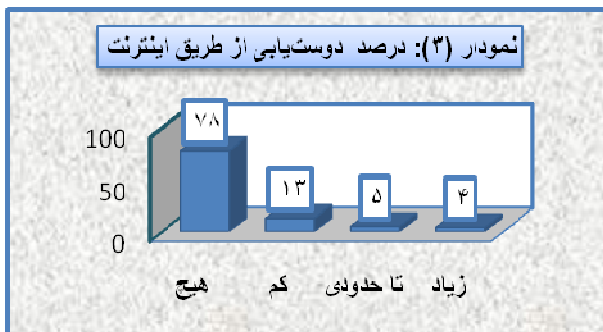 نمودار (۳): درصد دوست‌یابی از طریق اینترنت
100
50
0
۷۸
۱۳
۵
۴
هیچ
کم
تا حدودی
زیاد